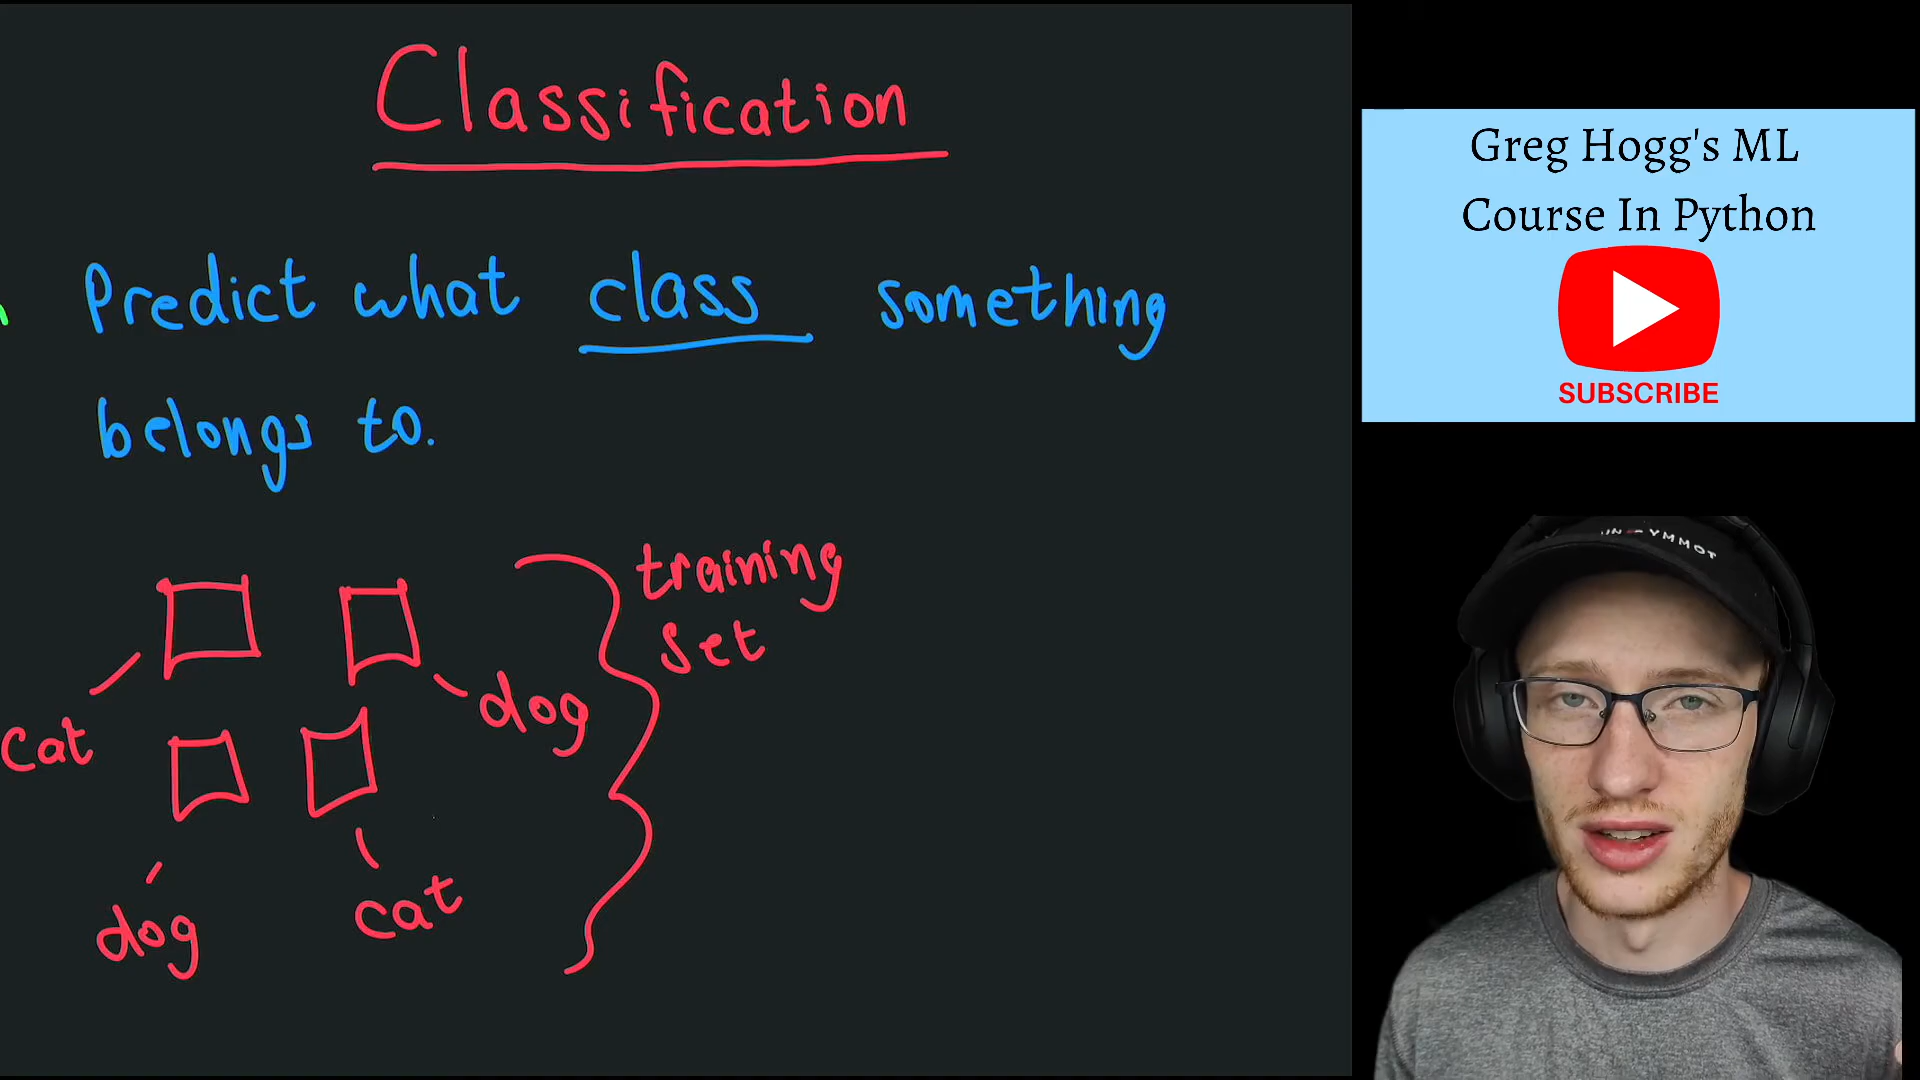 Classification
Predict what class something
belongs to.
training
set
cat
dog
dog
cat
Greg Hogg's ML
Course In Python
SUBSCRIBE